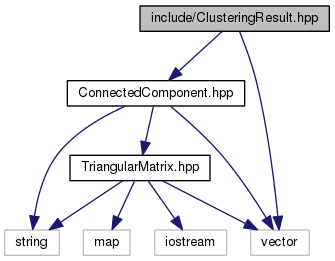 include/ClusteringResult.hpp
ConnectedComponent.hpp
TriangularMatrix.hpp
string
map
iostream
vector